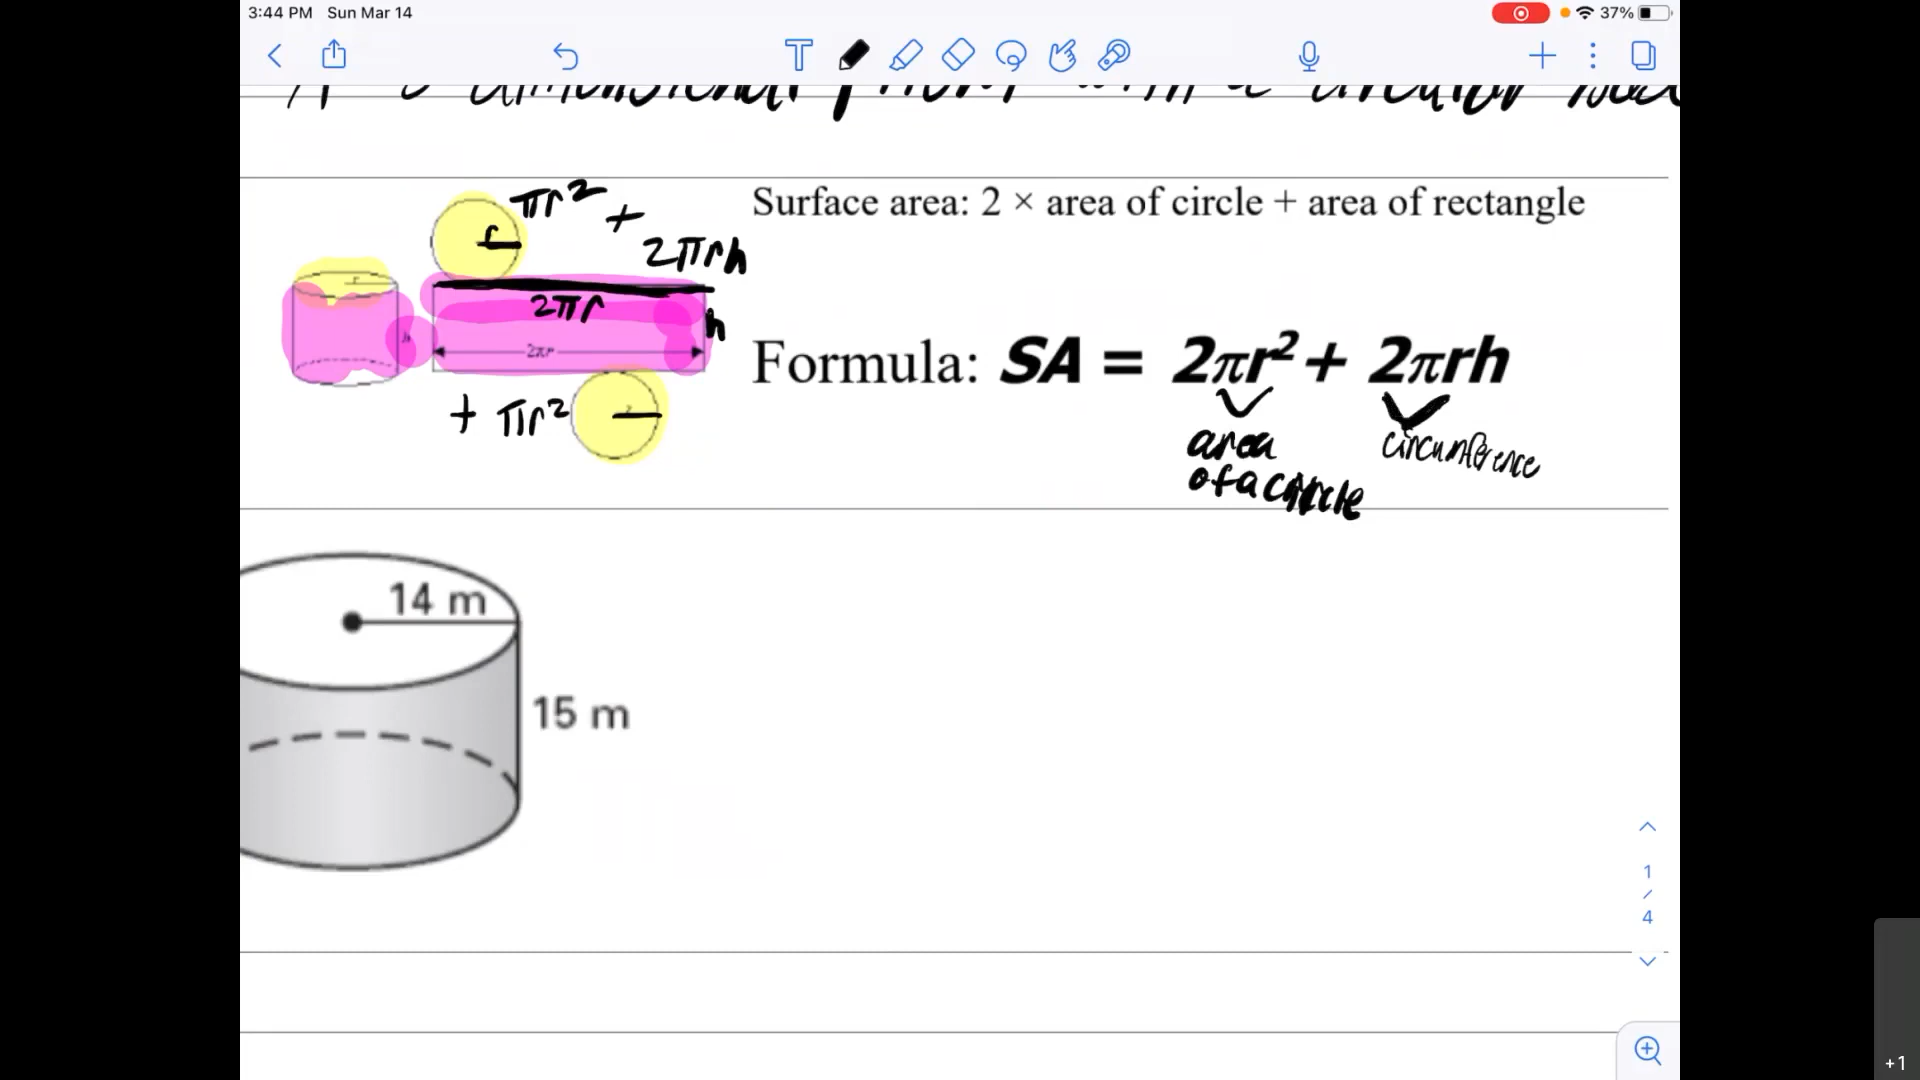 3:44 PM Sun Mar 14
37%
πr²
+
2πrh
r
r
2πr
h
h
2πr
+ πr²
Surface area: 2 × area of circle + area of rectangle
Formula: SA = 2πr² + 2πrh
area
of a circle
circumference
14 m
15 m
1
/
4
+1